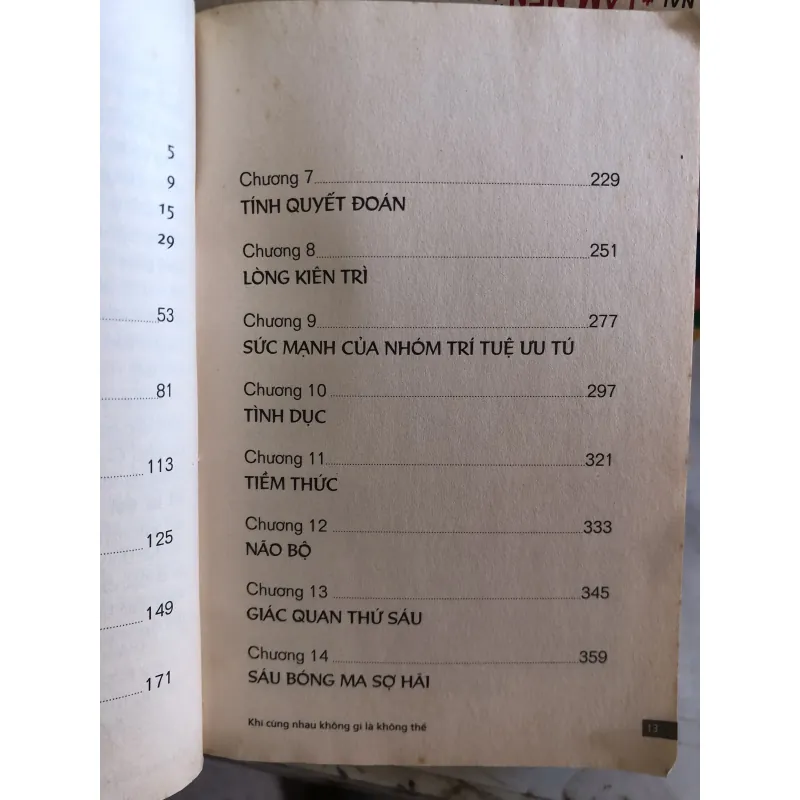 NẠI + LÀM NÊN
5
9
15
29
53
81
113
125
149
171
Chương 7 229
TÍNH QUYẾT ĐOÁN
Chương 8 251
LÒNG KIÊN TRÌ
Chương 9 277
SỨC MẠNH CỦA NHÓM TRÍ TUỆ ƯU TÚ
Chương 10 297
TÌNH DỤC
Chương 11 321
TIỀM THỨC
Chương 12 333
NÃO BỘ
Chương 13 345
GIÁC QUAN THỨ SÁU
Chương 14 359
SÁU BÓNG MA SỢ HÃI
Khi cùng nhau không gì là không thể 13